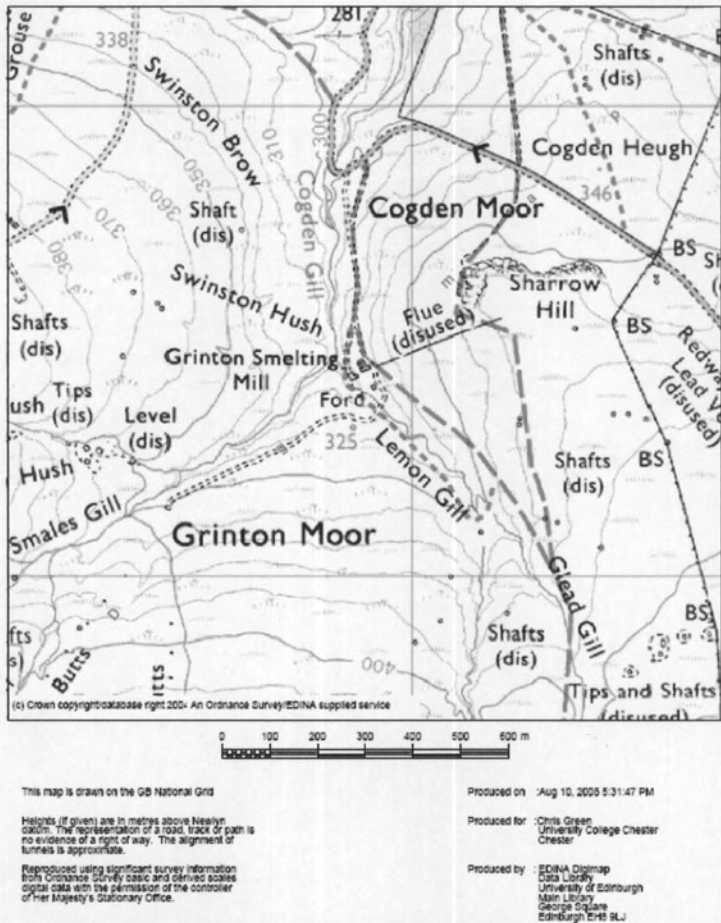 281
Grouse
338
Shafts
(dis)
Swinston Brow
300
310
350
360
370
380
Cogden Gill
Cogden Heugh
346
Shaft
(dis)
Cogden Moor
BS
Swinston Hush
Sharrow
Hill
Flue
(disused)
BS
Shafts
(dis)
Grinton Smelting
Mill
Lead V
(disused)
Tips
(dis)
ush
Level
(dis)
Ford
325
Hush
Lemon Gill
Shafts
(dis)
BS
Smales Gill
Grinton Moor
Glead Gill
BS
fts
s)
Butts
itts
400
Shafts
(dis)
Tips and Shafts
(disused)
(c) Crown copyright/database right 2004 An Ordnance Survey/EDINA supplied service
0 100 200 300 400 500 600 m
This map is drawn on the GB National Grid
Heights (if given) are in metres above Newlyn
datum. The representation of a road, track or path is
no evidence of a right of way. The alignment of
tunnels is approximate.
Reproduced using significant survey information
from Ordnance Survey basic and derived scales
digital data with the permission of the controller
of Her Majesty's Stationary Office.
Produced on : Aug 10, 2005 5:31:47 PM
Produced for : Chris Green
University College Chester
Chester
Produced by : EDINA Digimap
Data Library
University of Edinburgh
Main Library
George Square
Edinburgh EH8 9LJ